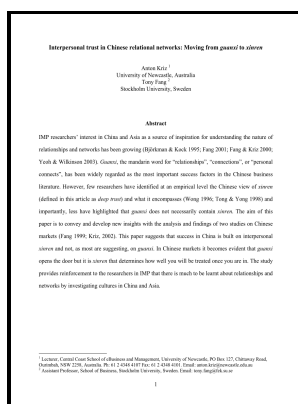 Interpersonal trust in Chinese relational networks: Moving from guanxi to xinren
Anton Kriz 1
University of Newcastle, Australia
Tony Fang 2
Stockholm University, Sweden
Abstract
IMP researchers' interest in China and Asia as a source of inspiration for understanding the nature of
relationships and networks has been growing (Björkman & Kock 1995; Fang 2001; Fang & Kriz 2000;
Yeoh & Wilkinson 2003). Guanxi, the mandarin word for "relationships", "connections", or "personal
connects", has been widely regarded as the most important success factors in the Chinese business
literature. However, few researchers have identified at an empirical level the Chinese view of xinren
(defined in this article as deep trust) and what it encompasses (Wong 1996; Tong & Yong 1998) and
importantly, less have highlighted that guanxi does not necessarily contain xinren. The aim of this
paper is to convey and develop new insights with the analysis and findings of two studies on Chinese
markets (Fang 1999; Kriz, 2002). This paper suggests that success in China is built on interpersonal
xinren and not, as most are suggesting, on guanxi. In Chinese markets it becomes evident that guanxi
opens the door but it is xinren that determines how well you will be treated once you are in. The study
provides reinforcement to the researchers in IMP that there is much to be learnt about relationships and
networks by investigating cultures in China and Asia.
1 Lecturer, Central Coast School of eBusiness and Management, University of Newcastle; PO Box 127, Chittaway Road,
Ourimbah, NSW 2258, Australia. Ph: 61 2 4348 4107 Fax: 61 2 4348 4101. Email: anton.kriz@newcastle.edu.au
2 Assistant Professor, School of Business, Stockholm University, Sweden, Email: tony.fang@fek.su.se
1